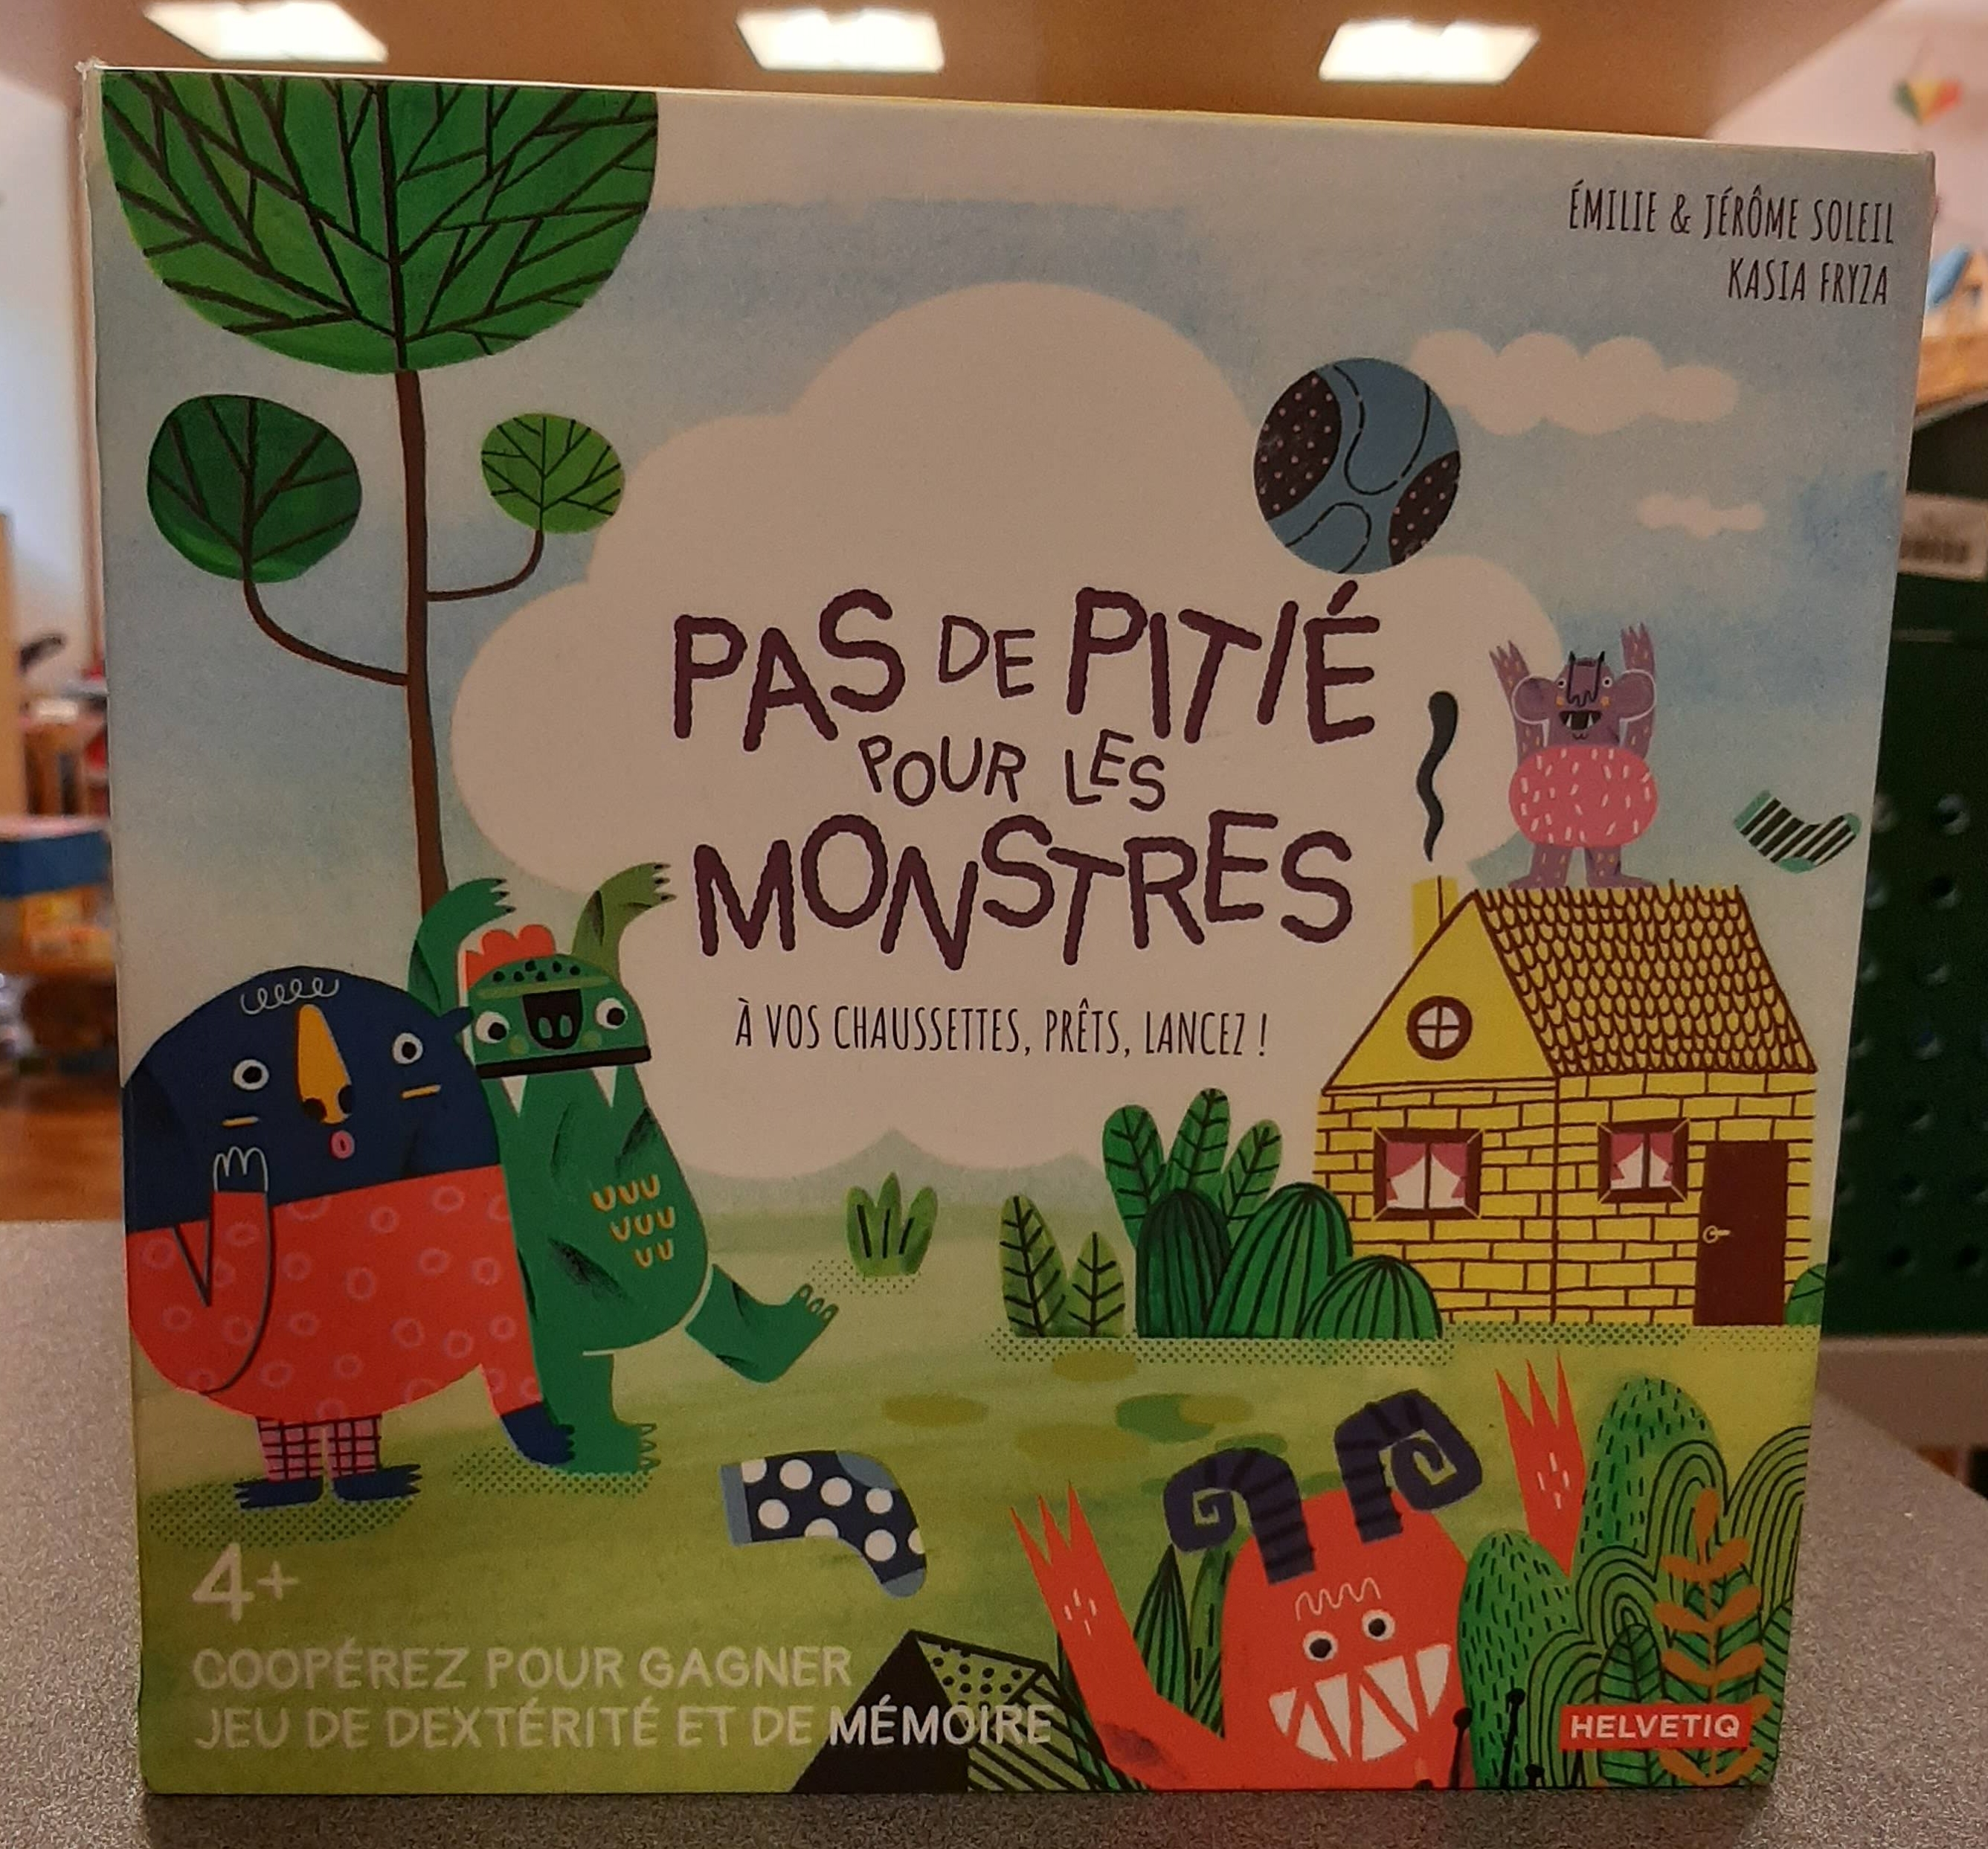 ÉMILIE & JÉRÔME SOLEIL
KASIA FRYZA
PAS DE PITIÉ
POUR LES
MONSTRES
À VOS CHAUSSETTES, PRÊTS, LANCEZ !
4+
COOPÉREZ POUR GAGNER
JEU DE DEXTÉRITÉ ET DE MÉMOIRE
HELVETIQ